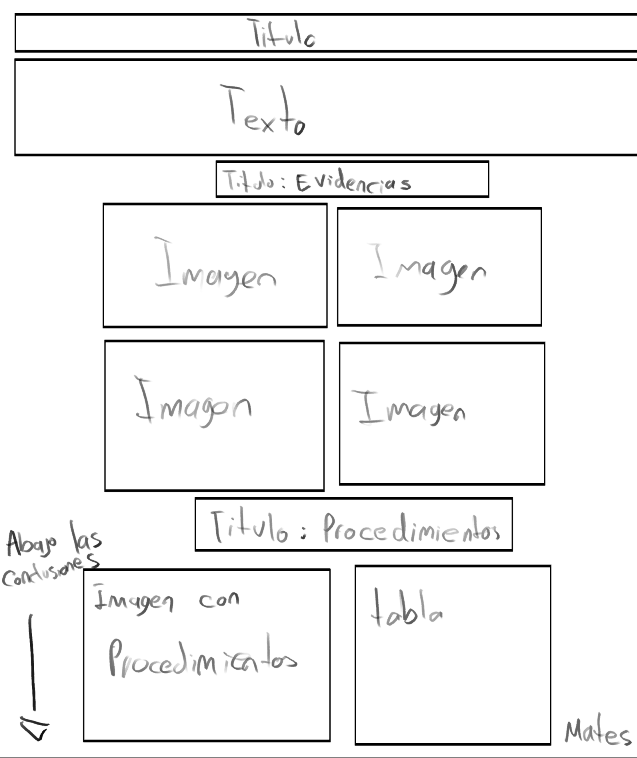 Titulo
Texto
Titulo: Evidencias
Imagen
Imagen
Imagen
Imagen
Titulo: Procedimientos
Abajo las
Conclusiones
Imagen con
Procedimientos
tabla
Mates